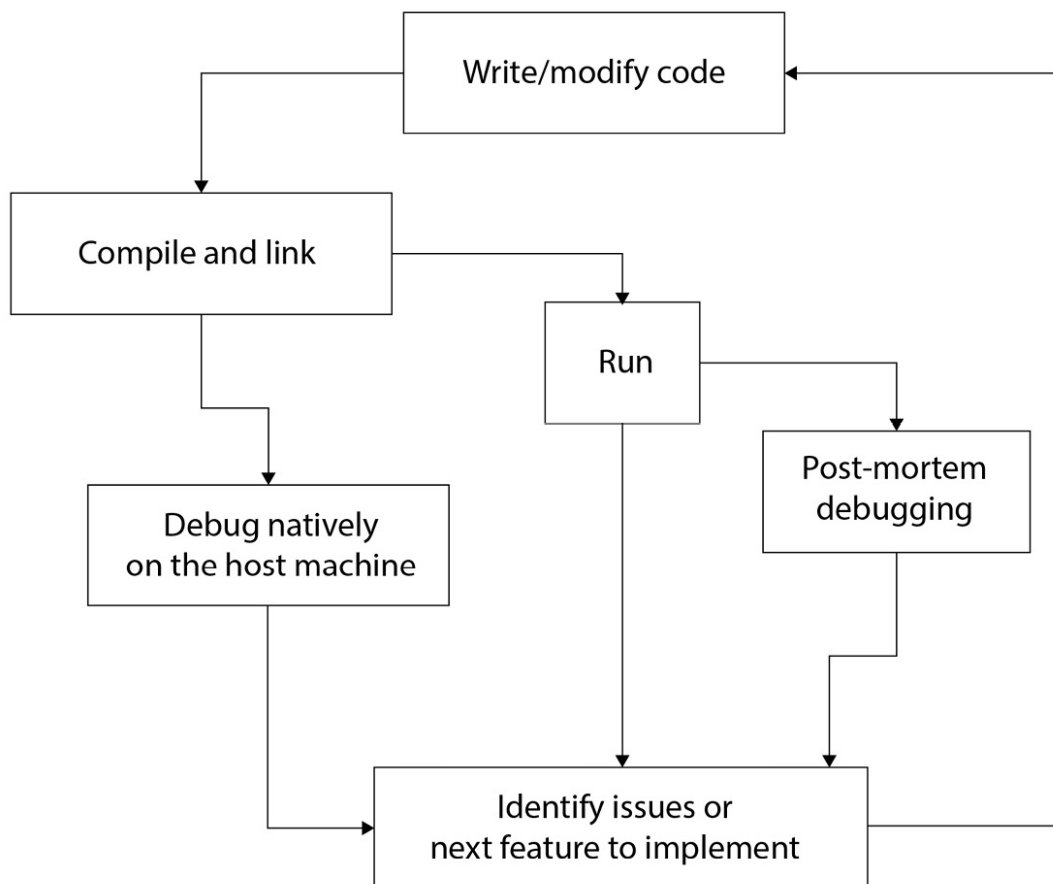 Write/modify code
Compile and link
Run
Post-mortem
debugging
Debug natively
on the host machine
Identify issues or
next feature to implement